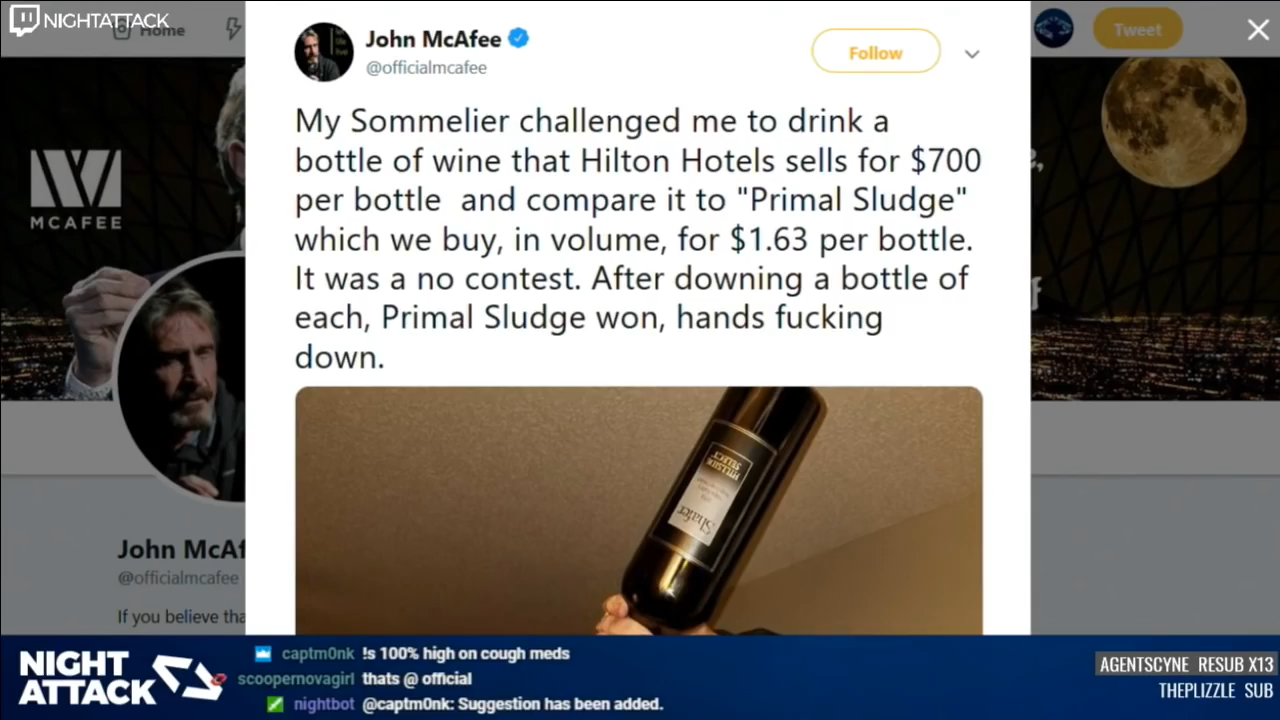 NIGHTATTACK
Home
Tweet
John McAfee
@officialmcafee
Follow
My Sommelier challenged me to drink a
bottle of wine that Hilton Hotels sells for $700
per bottle  and compare it to "Primal Sludge"
which we buy, in volume, for $1.63 per bottle.
It was a no contest. After downing a bottle of
each, Primal Sludge won, hands fucking
down.
MCAFEE
HILLSIDE
SELECT
Shafer
John McAf
@officialmcafee
If you believe tha
NIGHT
ATTACK
captm0nk !s 100% high on cough meds
scoopernovagirl thats @ official
nightbot @captm0nk: Suggestion has been added.
AGENTSCYNE RESUB X13
THEPLIZZLE SUB